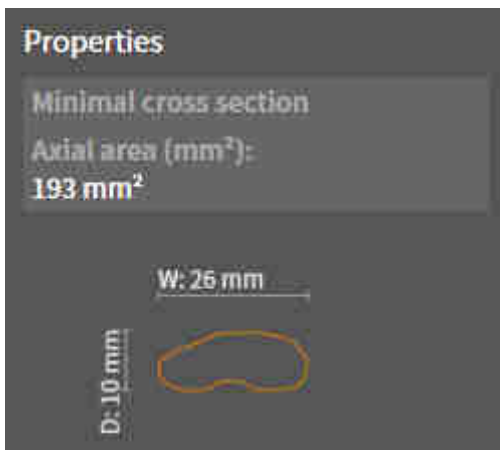 Properties
Minimal cross section
Axial area (mm²):
193 mm²
W: 26 mm
D: 10 mm